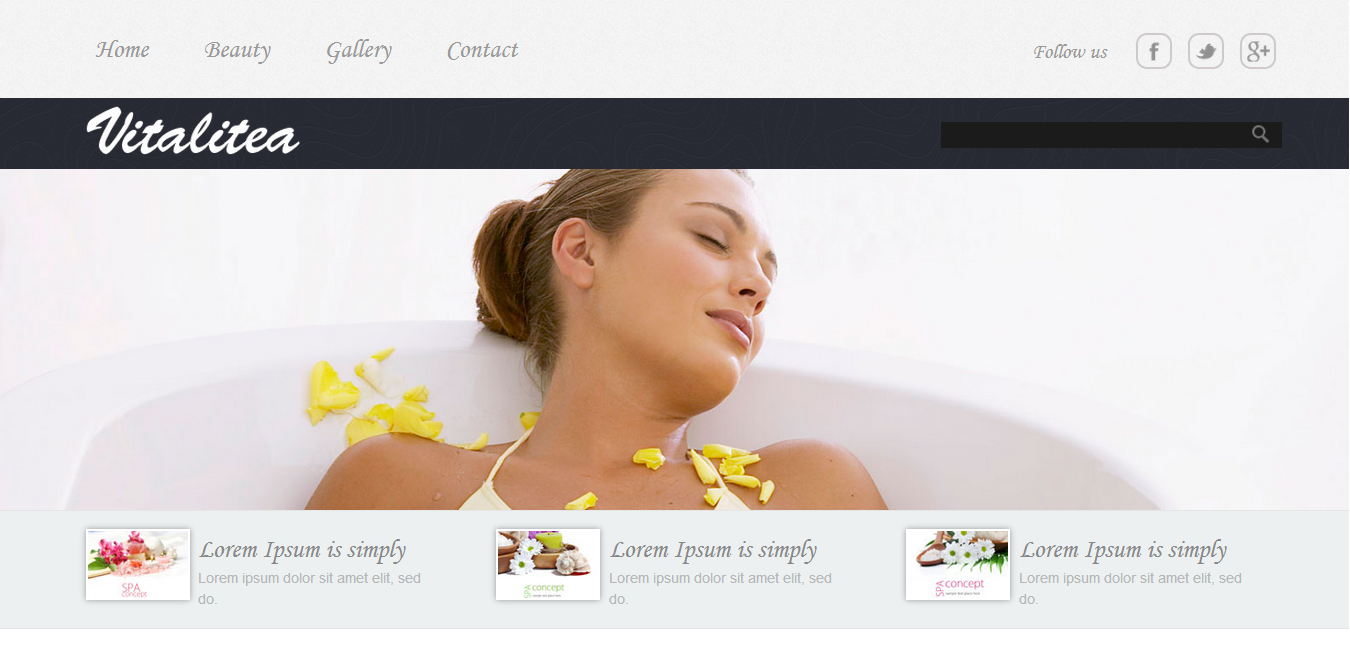 Home Beauty Gallery Contact Follow us
Vitalitea
Lorem Ipsum is simply
Lorem ipsum dolor sit amet elit, sed
do.
Lorem Ipsum is simply
Lorem ipsum dolor sit amet elit, sed
do.
Lorem Ipsum is simply
Lorem ipsum dolor sit amet elit, sed
do.
SPA
concept
SPA concept
SPA concept